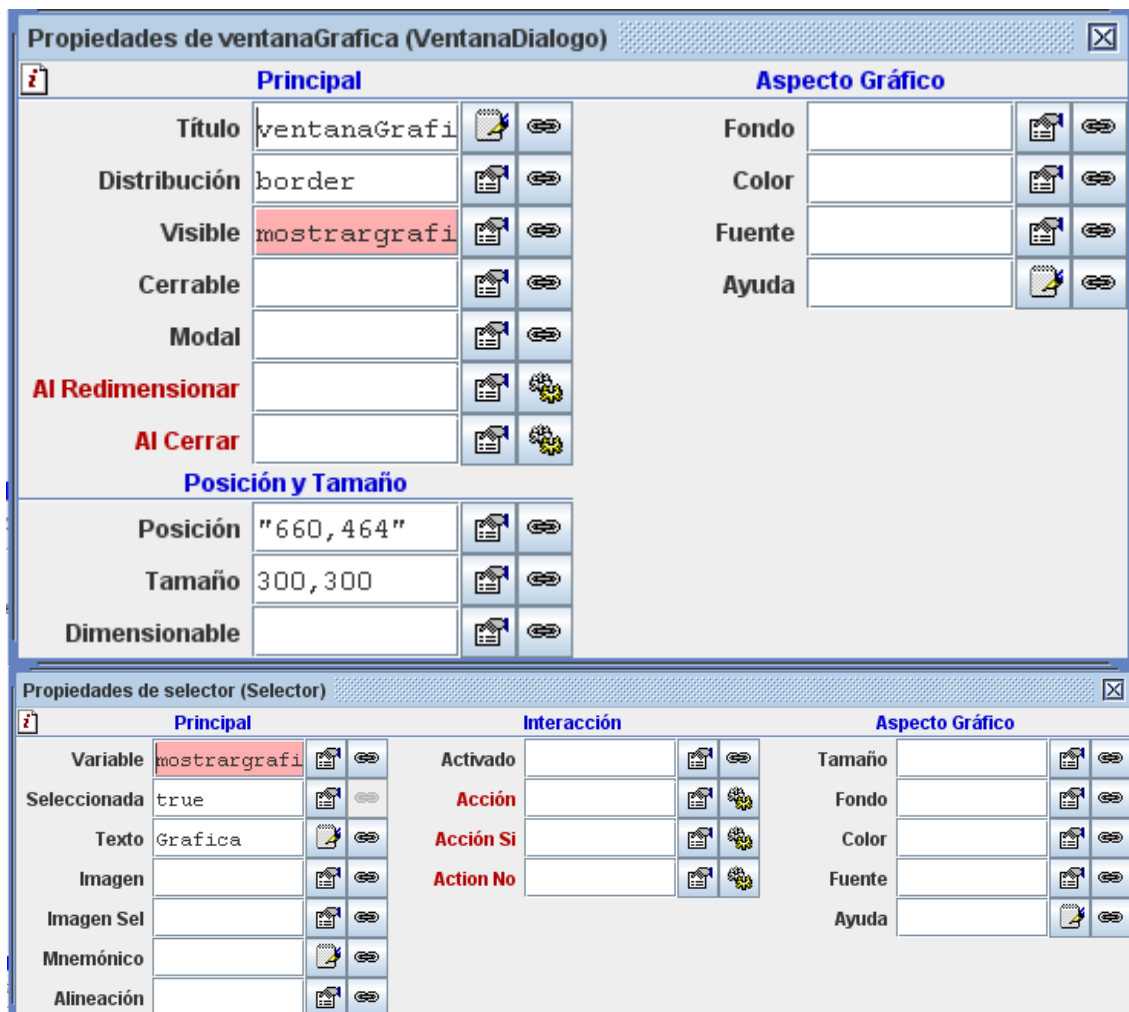 Propiedades de ventanaGrafica (VentanaDialogo)
Principal
Aspecto Gráfico
Título ventanaGrafi
Fondo
Distribución border
Color
Visible mostrargrafi
Fuente
Cerrable
Ayuda
Modal
Al Redimensionar
Al Cerrar
Posición y Tamaño
Posición "660,464"
Tamaño 300,300
Dimensionable
Propiedades de selector (Selector)
Principal
Interacción
Aspecto Gráfico
Variable mostrargrafi
Activado
Tamaño
Seleccionada true
Acción
Fondo
Texto Grafica
Acción Si
Color
Imagen
Action No
Fuente
Imagen Sel
Ayuda
Mnemónico
Alineación